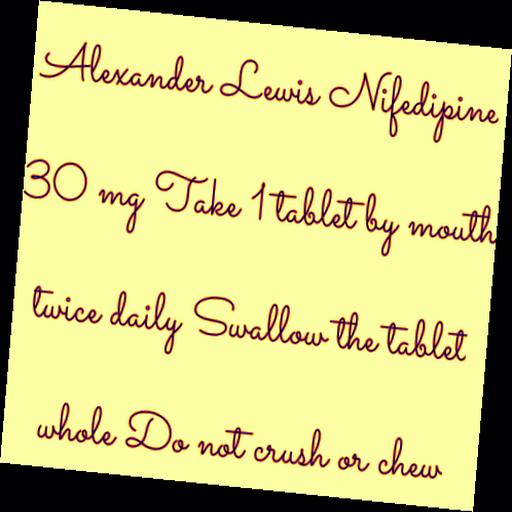 Alexander Lewis Nifedipine
30 mg Take 1 tablet by mouth
twice daily Swallow the tablet
whole Do not crush or chew